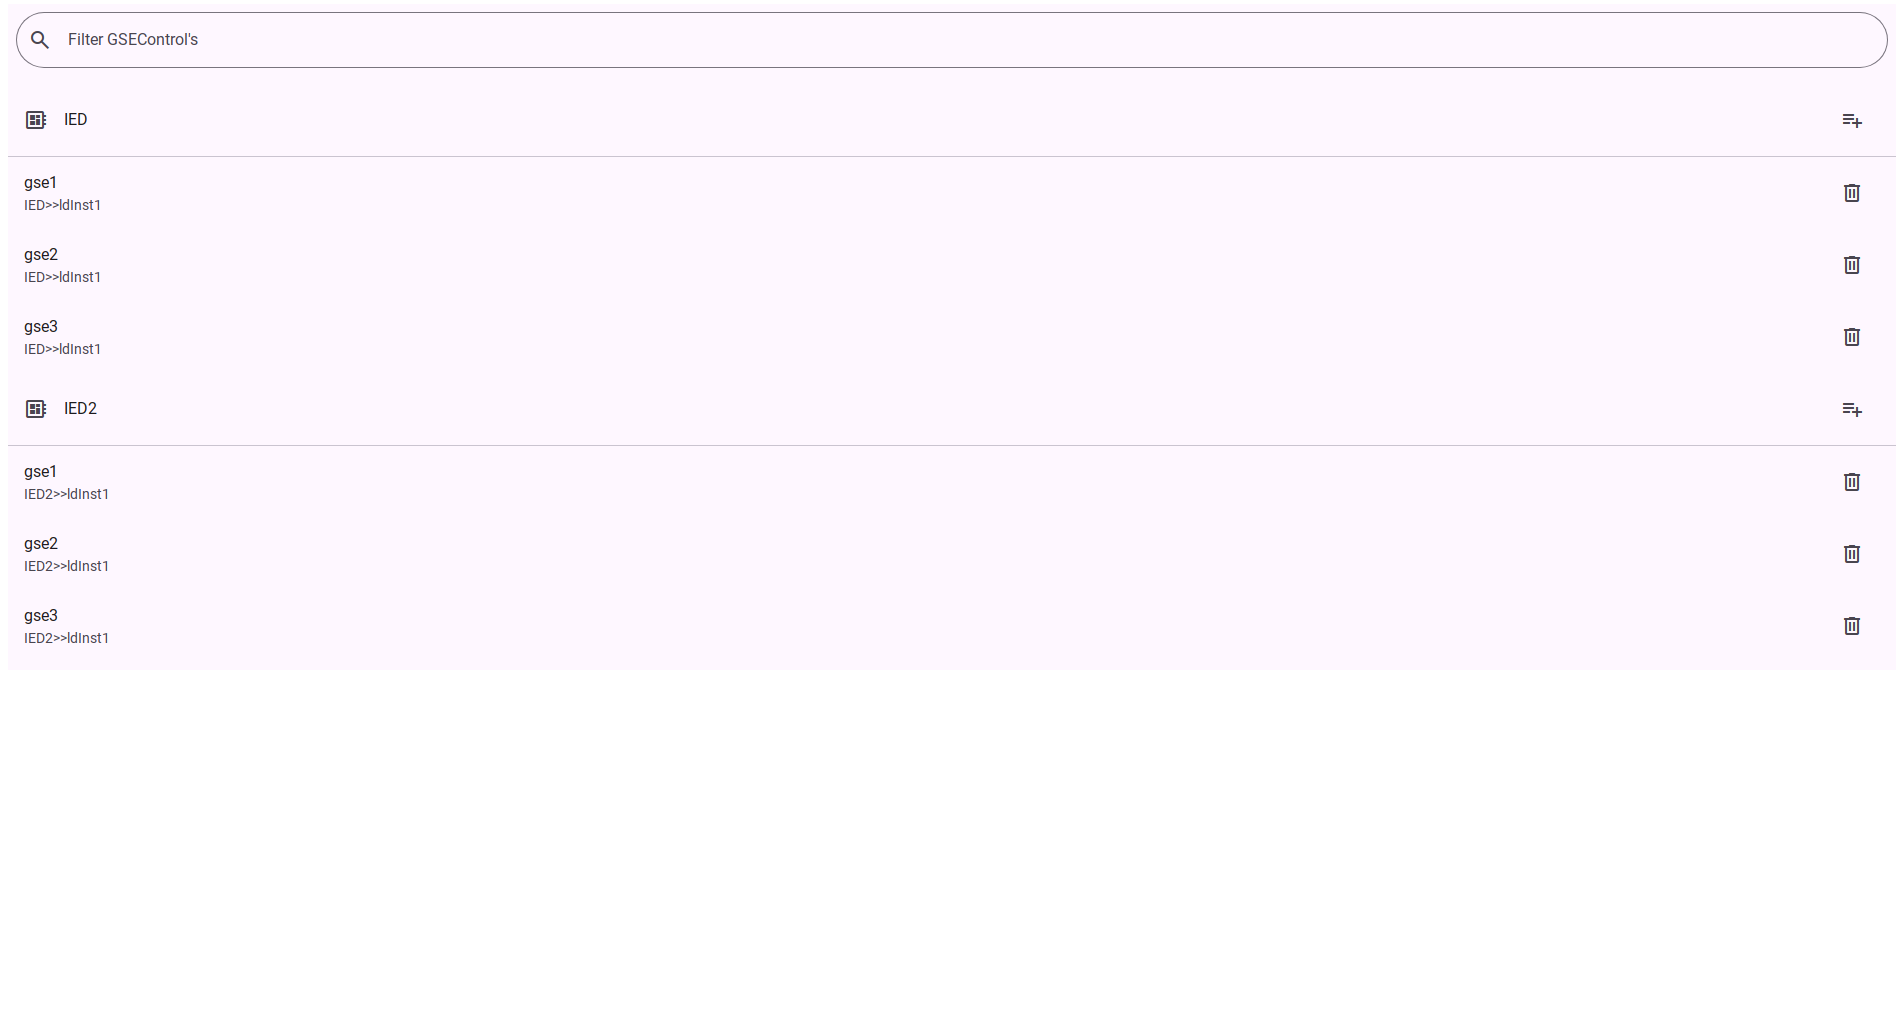 Filter GSEControl's
IED
gse1
IED>>ldInst1
gse2
IED>>ldInst1
gse3
IED>>ldInst1
IED2
gse1
IED2>>ldInst1
gse2
IED2>>ldInst1
gse3
IED2>>ldInst1